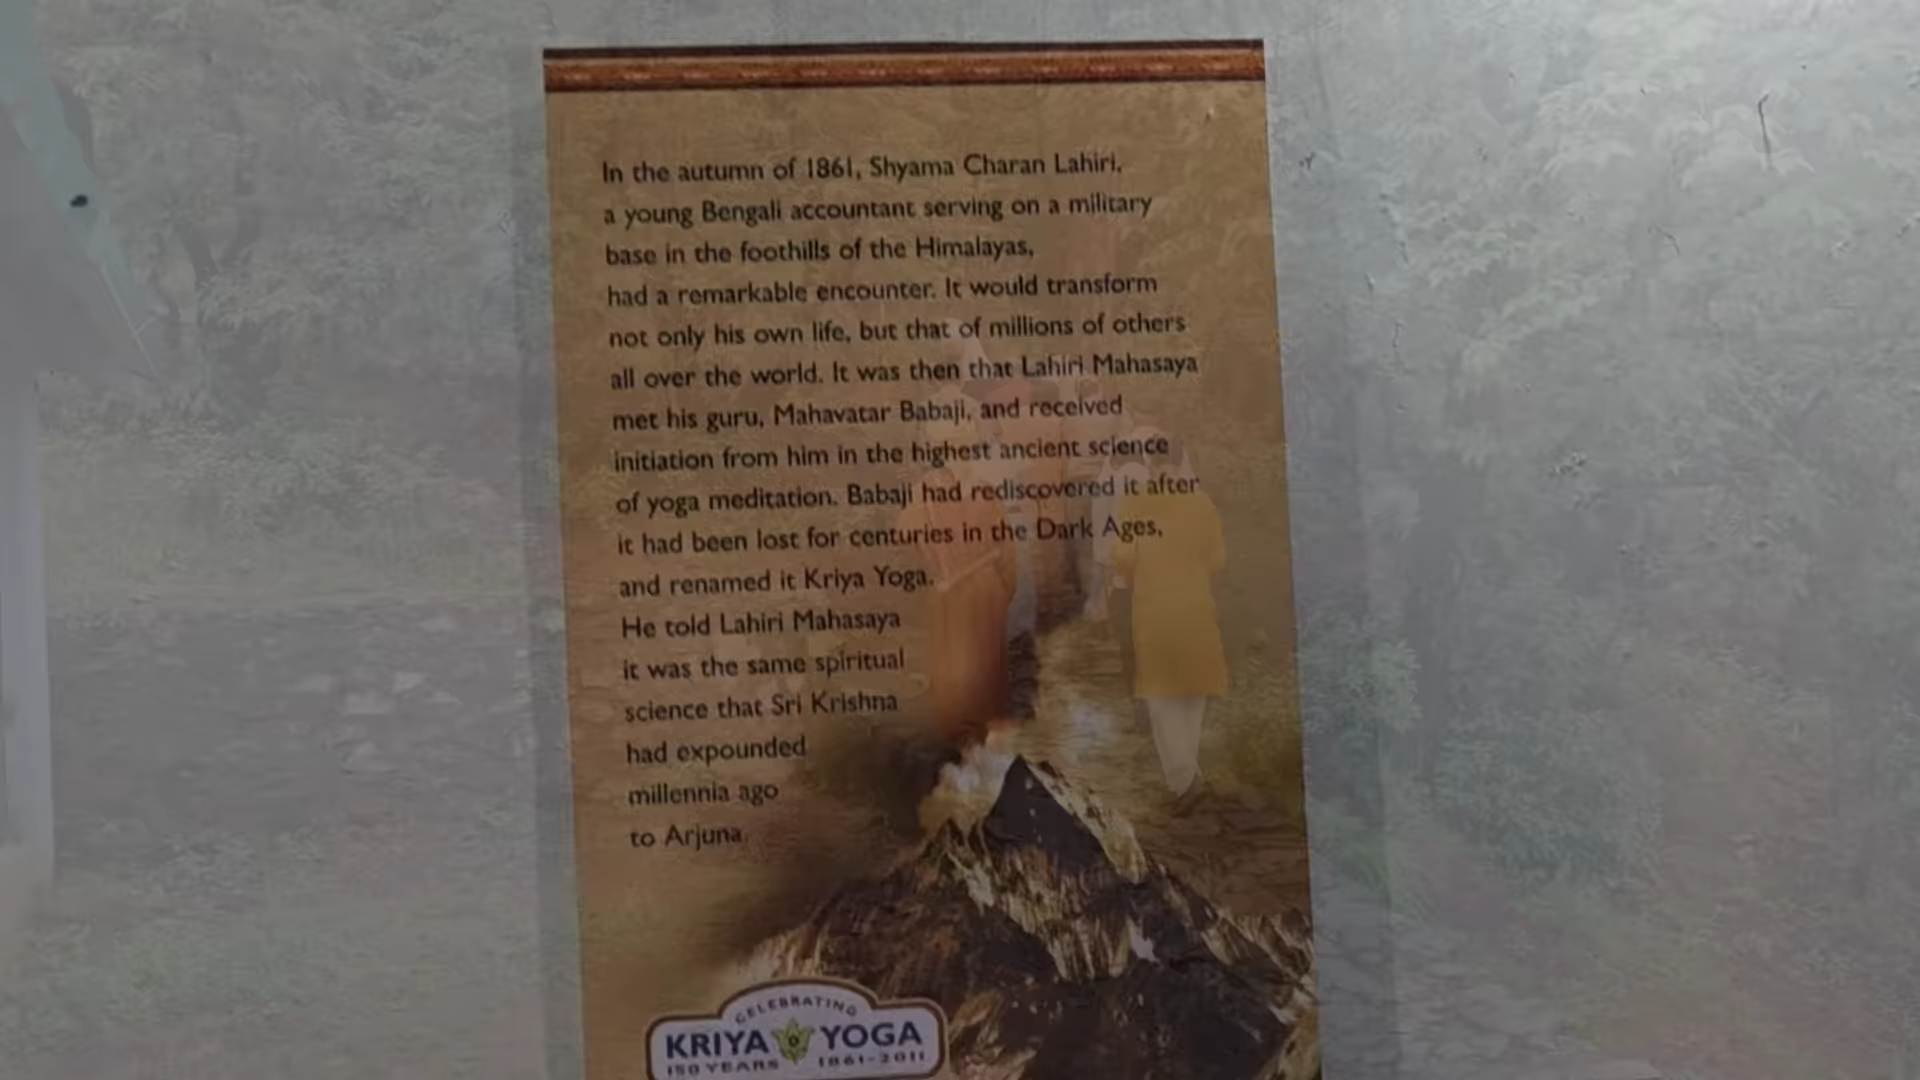 In the autumn of 1861, Shyama Charan Lahiri,
a young Bengali accountant serving on a military
base in the foothills of the Himalayas,
had a remarkable encounter. It would transform
not only his own life, but that of millions of others
all over the world. It was then that Lahiri Mahasaya
met his guru, Mahavatar Babaji, and received
initiation from him in the highest ancient science
of yoga meditation. Babaji had rediscovered it after
it had been lost for centuries in the Dark Ages,
and renamed it Kriya Yoga.
He told Lahiri Mahasaya
it was the same spiritual
science that Sri Krishna
had expounded
millennia ago
to Arjuna.
CELEBRATING
KRIYA YOGA
150 YEARS 1861-2011